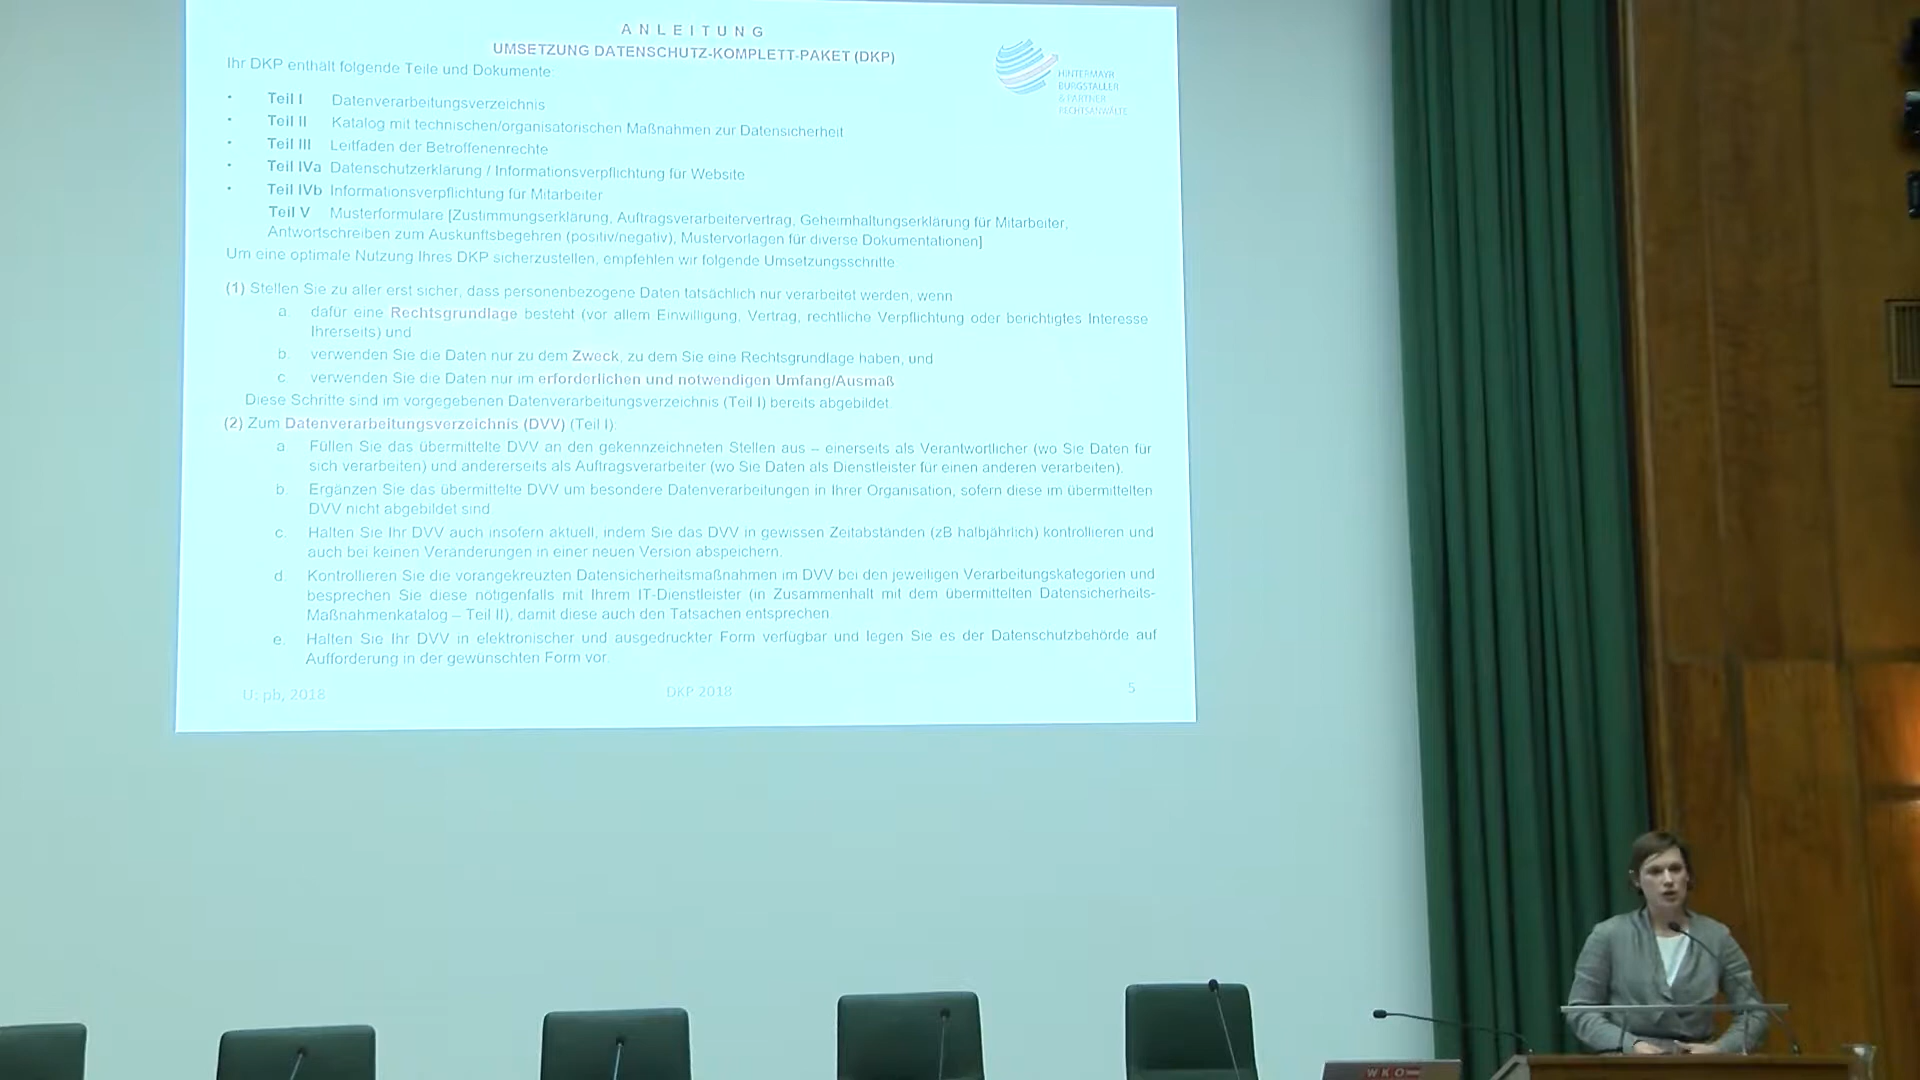 ANLEITUNG
UMSETZUNG DATENSCHUTZ-KOMPLETT-PAKET (DKP)
Ihr DKP enthält folgende Teile und Dokumente:
HINTERMAYR
BURGSTALLER
& PARTNER
RECHTSANWÄLTE
• Teil I Datenverarbeitungsverzeichnis
• Teil II Katalog mit technischen/organisatorischen Maßnahmen zur Datensicherheit
• Teil III Leitfaden der Betroffenenrechte
• Teil IVa Datenschutzerklärung / Informationsverpflichtung für Website
• Teil IVb Informationsverpflichtung für Mitarbeiter
Teil V Musterformulare [Zustimmungserklärung, Auftragsverarbeitervertrag, Geheimhaltungserklärung für Mitarbeiter,
Antwortschreiben zum Auskunftsbegehren (positiv/negativ), Mustervorlagen für diverse Dokumentationen]
Um eine optimale Nutzung Ihres DKP sicherzustellen, empfehlen wir folgende Umsetzungsschritte:
(1) Stellen Sie zu aller erst sicher, dass personenbezogene Daten tatsächlich nur verarbeitet werden, wenn
a. dafür eine Rechtsgrundlage besteht (vor allem Einwilligung, Vertrag, rechtliche Verpflichtung oder berichtigtes Interesse
Ihrerseits) und
b. verwenden Sie die Daten nur zu dem Zweck, zu dem Sie eine Rechtsgrundlage haben, und
c. verwenden Sie die Daten nur im erforderlichen und notwendigen Umfang/Ausmaß.
Diese Schritte sind im vorgegebenen Datenverarbeitungsverzeichnis (Teil I) bereits abgebildet.
(2) Zum Datenverarbeitungsverzeichnis (DVV) (Teil I):
a. Füllen Sie das übermittelte DVV an den gekennzeichneten Stellen aus – einerseits als Verantwortlicher (wo Sie Daten für
sich verarbeiten) und andererseits als Auftragsverarbeiter (wo Sie Daten als Dienstleister für einen anderen verarbeiten).
b. Ergänzen Sie das übermittelte DVV um besondere Datenverarbeitungen in Ihrer Organisation, sofern diese im übermittelten
DVV nicht abgebildet sind.
c. Halten Sie Ihr DVV auch insofern aktuell, indem Sie das DVV in gewissen Zeitabständen (zB halbjährlich) kontrollieren und
auch bei keinen Veränderungen in einer neuen Version abspeichern.
d. Kontrollieren Sie die vorangekreuzten Datensicherheitsmaßnahmen im DVV bei den jeweiligen Verarbeitungskategorien und
besprechen Sie diese nötigenfalls mit Ihrem IT-Dienstleister (in Zusammenhalt mit dem übermittelten Datensicherheits-
Maßnahmenkatalog – Teil II), damit diese auch den Tatsachen entsprechen.
e. Halten Sie Ihr DVV in elektronischer und ausgedruckter Form verfügbar und legen Sie es der Datenschutzbehörde auf
Aufforderung in der gewünschten Form vor.
U: pb, 2018
DKP 2018
5
WKO